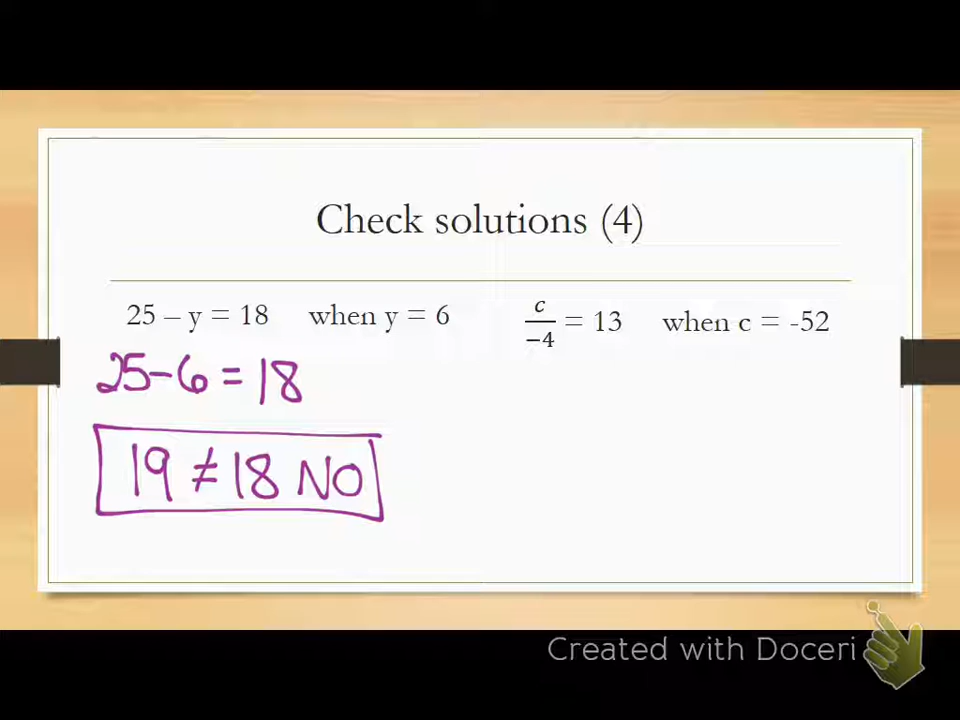 Check solutions (4)
25 – y = 18 when y = 6
c/−4 = 13 when c = -52
25-6 = 18
19 ≠ 18 NO
Created with Doceri